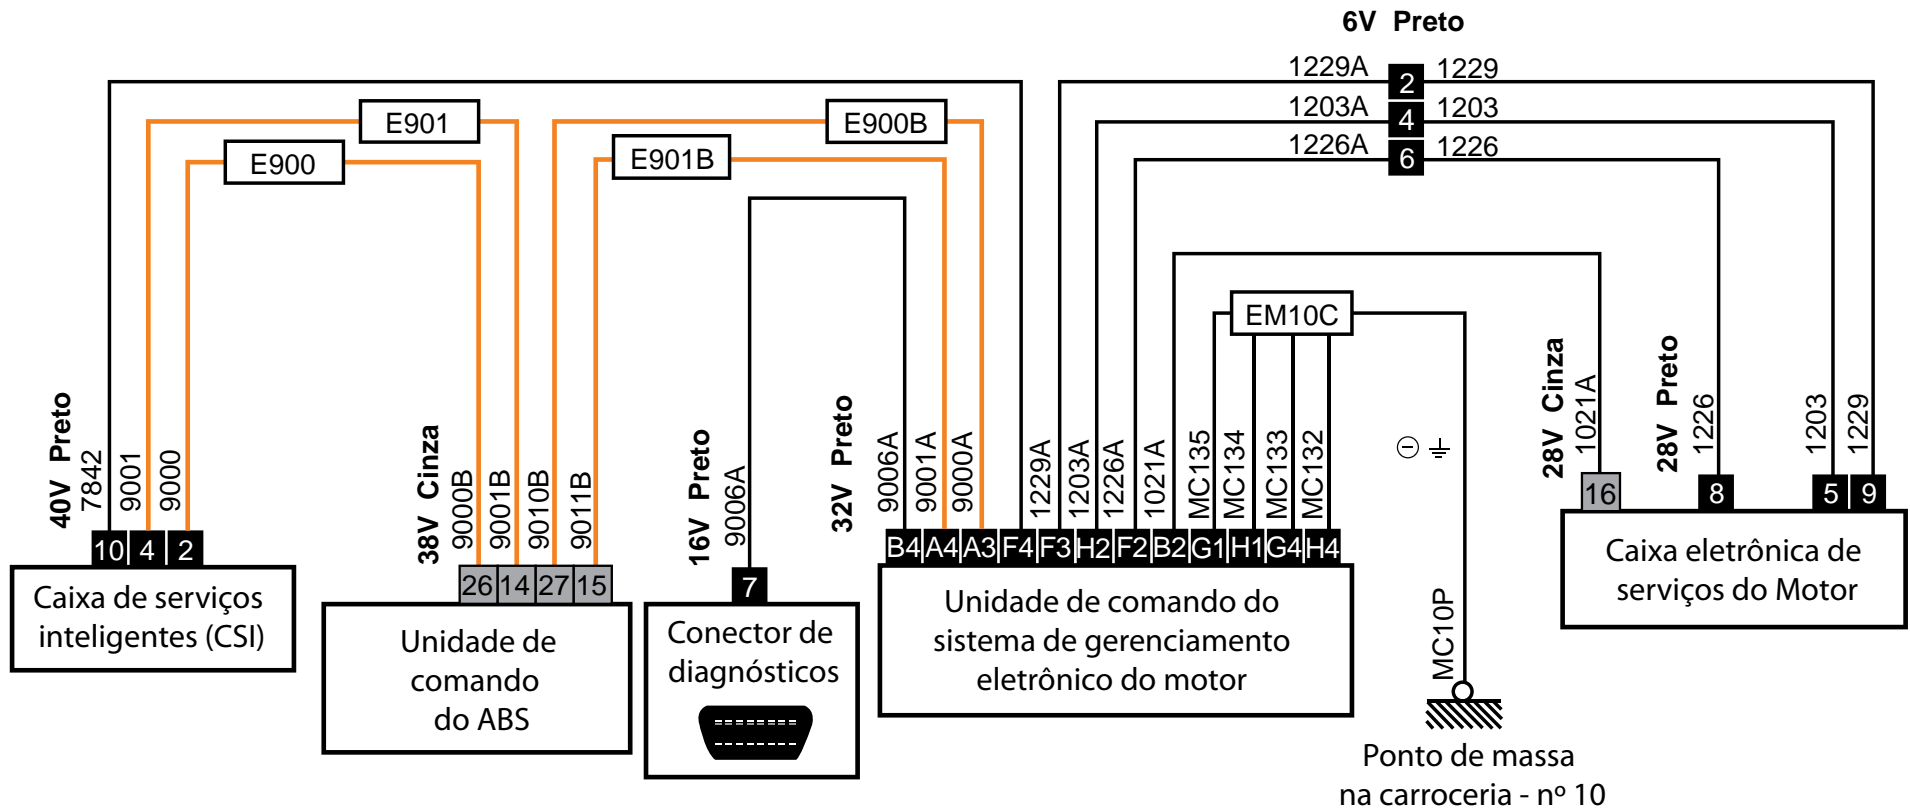 6V Preto
1229A 2 1229
1203A 4 1203
1226A 6 1226
E901
E900B
E900
E901B
EM10C
40V Preto
7842
9001
9000
38V Cinza
9000B
9001B
9010B
9011B
16V Preto
9006A
32V Preto
9006A
9001A
9000A
1229A
1203A
1226A
1021A
MC135
MC134
MC133
MC132
28V Cinza
1021A
28V Preto
1226
1203
1229
10 4 2
26 14 27 15
7
B4 A4 A3 F4 F3 H2 F2 B2 G1 H1 G4 H4
16
8
5 9
Caixa de serviços
inteligentes (CSI)
Unidade de
comando
do ABS
Conector de
diagnósticos
Unidade de comando do
sistema de gerenciamento
eletrônico do motor
MC10P
Caixa eletrônica de
serviços do Motor
Ponto de massa
na carroceria - nº 10